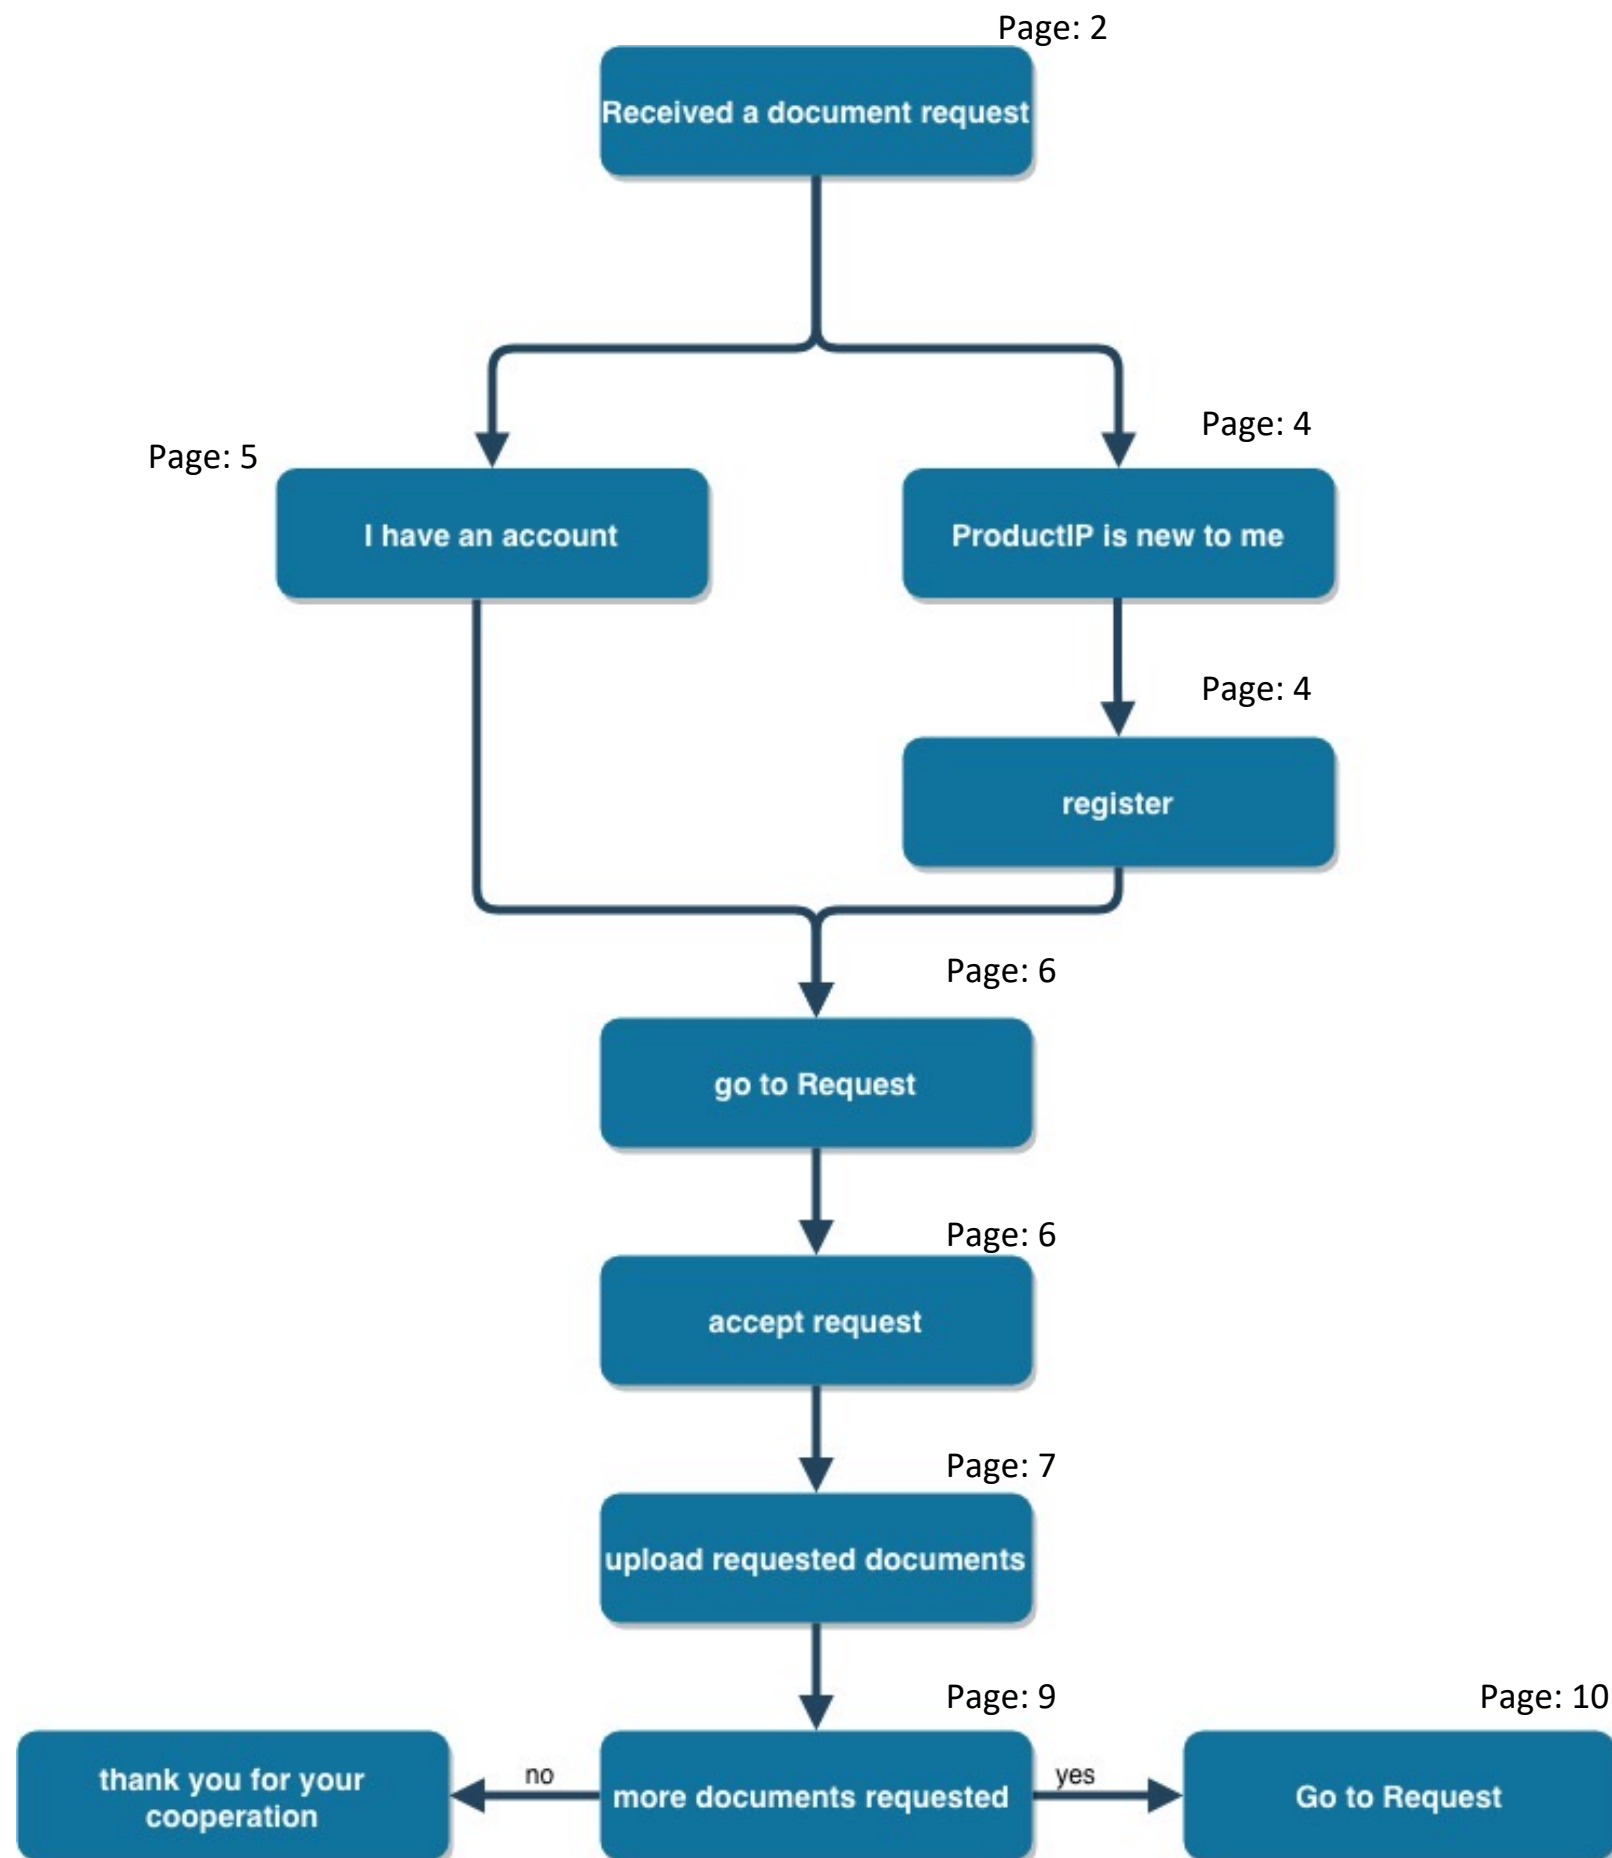 Page: 2
Received a document request
Page: 4
Page: 5
I have an account
ProductIP is new to me
Page: 4
register
Page: 6
go to Request
Page: 6
accept request
Page: 7
upload requested documents
Page: 9
Page: 10
thank you for your
cooperation
no
more documents requested
yes
Go to Request